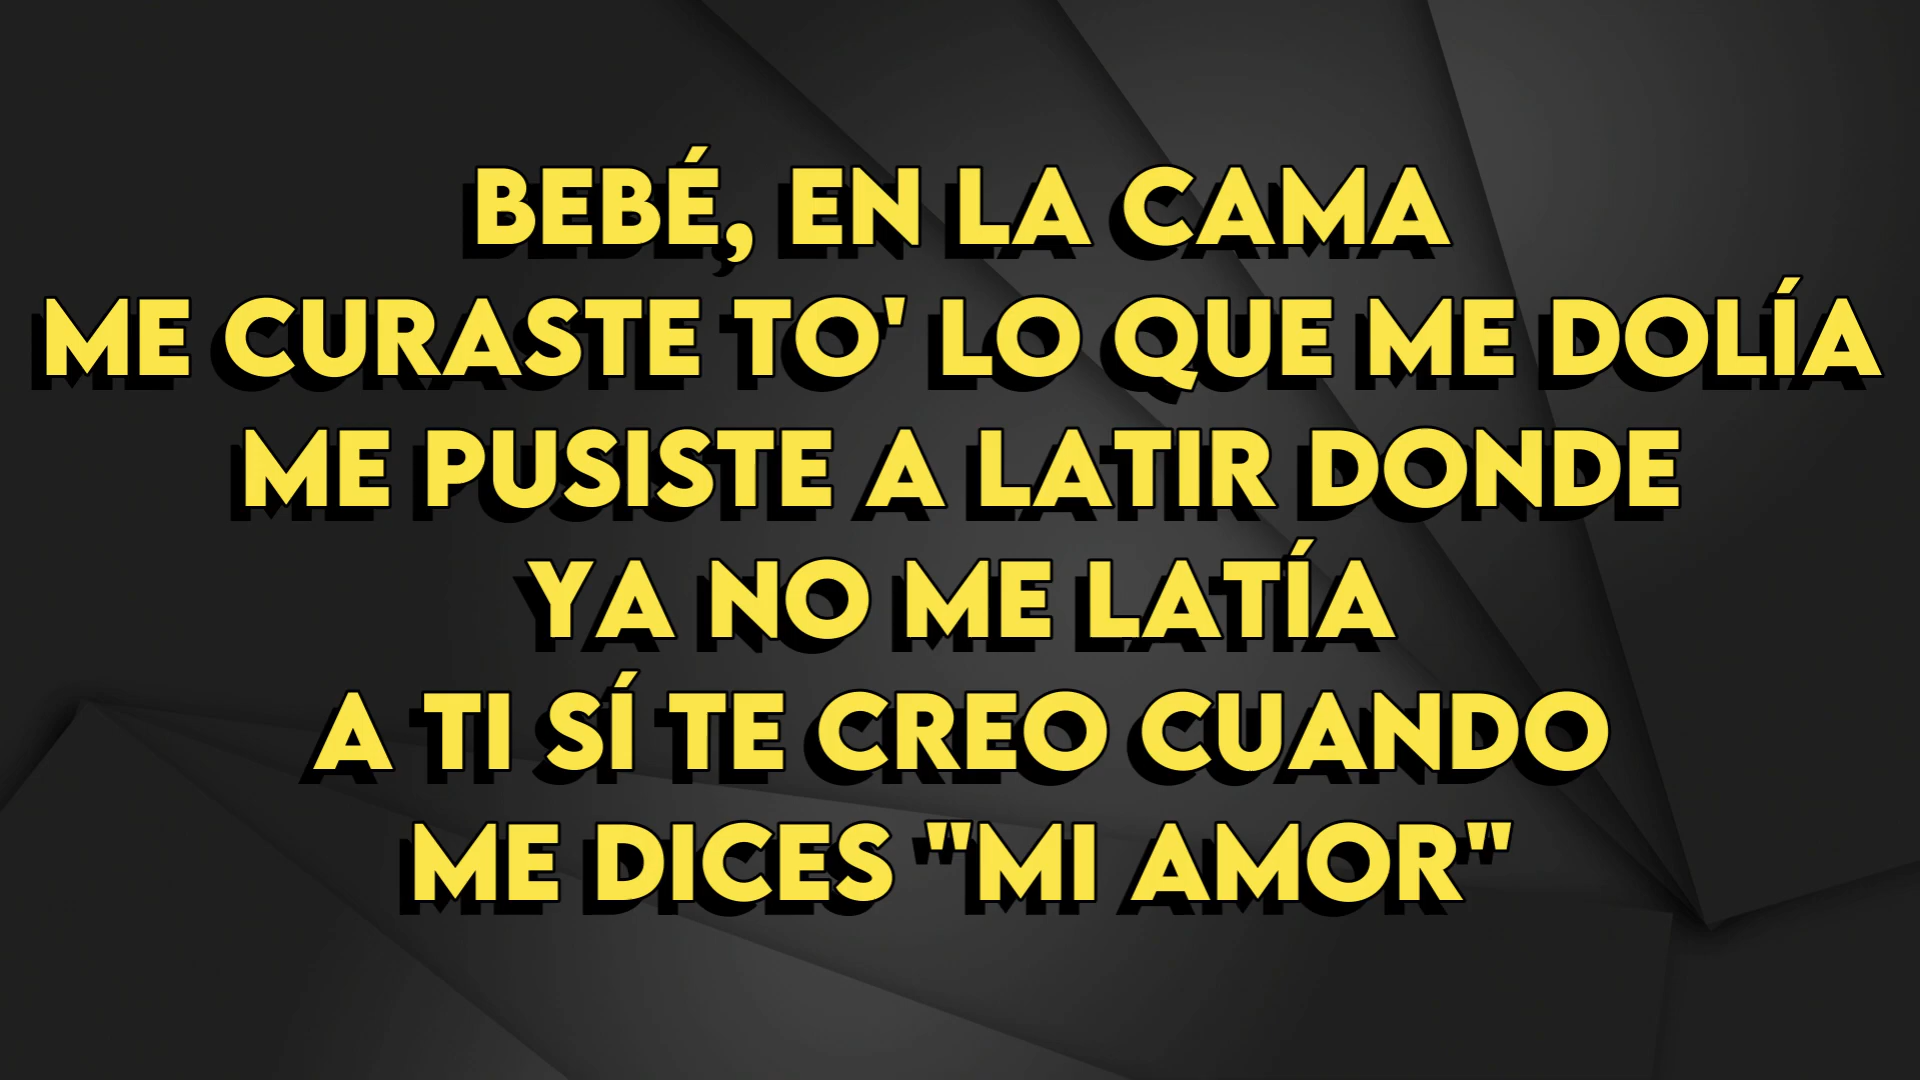 BEBÉ, EN LA CAMA
ME CURASTE TO' LO QUE ME DOLÍA
ME PUSISTE A LATIR DONDE
YA NO ME LATÍA
A TI SÍ TE CREO CUANDO
ME DICES "MI AMOR"